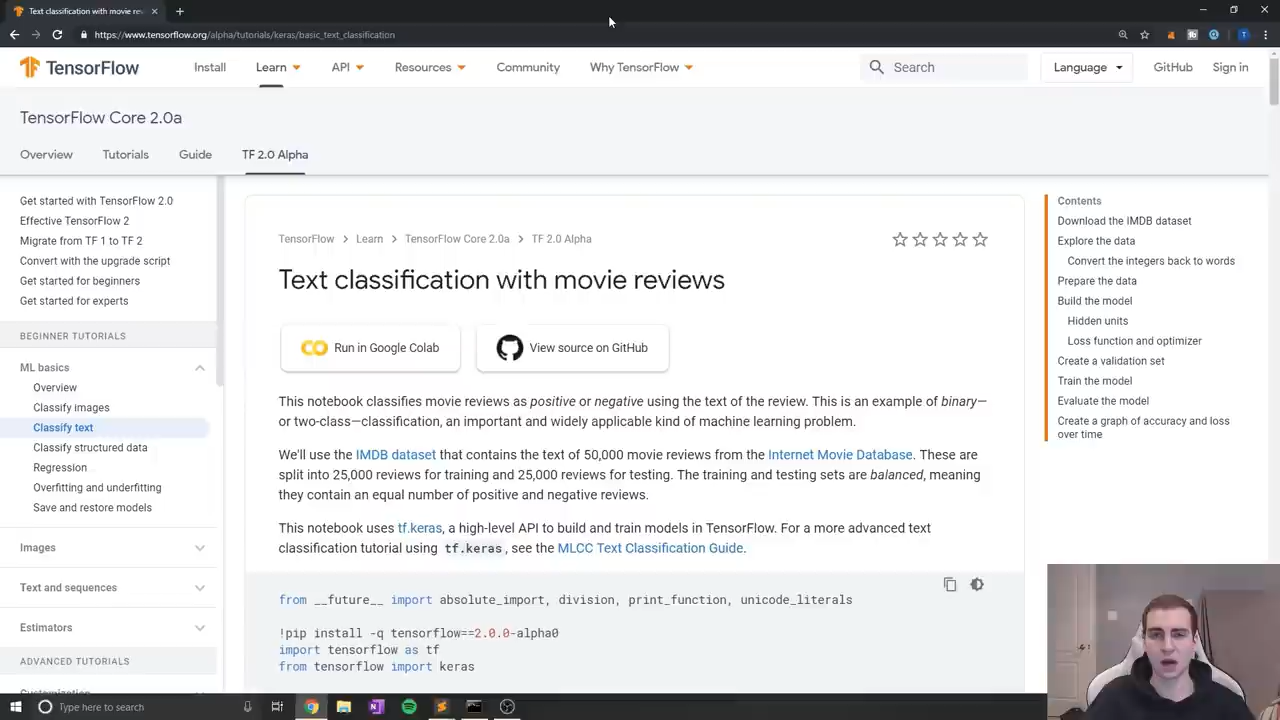 Text classification with movie re
https://www.tensorflow.org/alpha/tutorials/keras/basic_text_classification
TensorFlow
Install
Learn
API
Resources
Community
Why TensorFlow
Search
Language
GitHub
Sign in
TensorFlow Core 2.0a
Overview
Tutorials
Guide
TF 2.0 Alpha
Get started with TensorFlow 2.0
Effective TensorFlow 2
Migrate from TF 1 to TF 2
Convert with the upgrade script
Get started for beginners
Get started for experts
BEGINNER TUTORIALS
ML basics
Overview
Classify images
Classify text
Classify structured data
Regression
Overfitting and underfitting
Save and restore models
Images
Text and sequences
Estimators
ADVANCED TUTORIALS
Customization
TensorFlow > Learn > TensorFlow Core 2.0a > TF 2.0 Alpha
Text classification with movie reviews
Run in Google Colab
View source on GitHub
This notebook classifies movie reviews as positive or negative using the text of the review. This is an example of binary—
or two-class—classification, an important and widely applicable kind of machine learning problem.
We'll use the IMDB dataset that contains the text of 50,000 movie reviews from the Internet Movie Database. These are
split into 25,000 reviews for training and 25,000 reviews for testing. The training and testing sets are balanced, meaning
they contain an equal number of positive and negative reviews.
This notebook uses tf.keras, a high-level API to build and train models in TensorFlow. For a more advanced text
classification tutorial using tf.keras, see the MLCC Text Classification Guide.
from __future__ import absolute_import, division, print_function, unicode_literals
!pip install -q tensorflow==2.0.0-alpha0
import tensorflow as tf
from tensorflow import keras
Contents
Download the IMDB dataset
Explore the data
Convert the integers back to words
Prepare the data
Build the model
Hidden units
Loss function and optimizer
Create a validation set
Train the model
Evaluate the model
Create a graph of accuracy and loss
over time
Type here to search